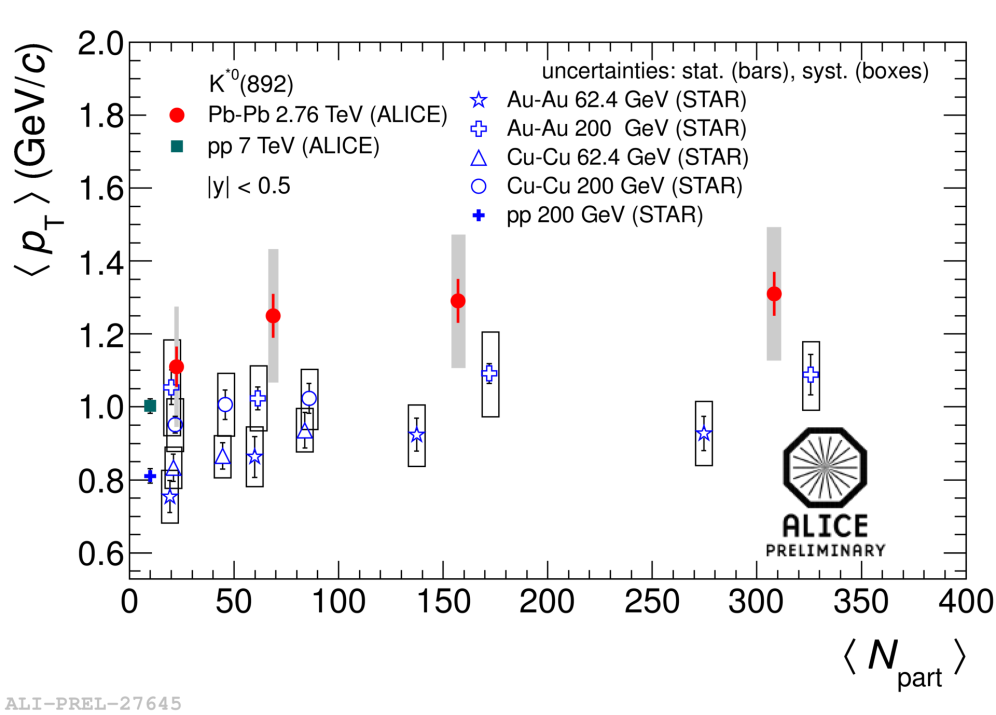 ⟨ pT ⟩ (GeV/c)
2.0
1.8
1.6
1.4
1.2
1.0
0.8
0.6
K*0(892)
Pb-Pb 2.76 TeV (ALICE)
pp 7 TeV (ALICE)
|y| < 0.5
uncertainties: stat. (bars), syst. (boxes)
Au-Au 62.4 GeV (STAR)
Au-Au 200 GeV (STAR)
Cu-Cu 62.4 GeV (STAR)
Cu-Cu 200 GeV (STAR)
pp 200 GeV (STAR)
ALICE
PRELIMINARY
0 50 100 150 200 250 300 350 400
⟨ Npart ⟩
ALI-PREL-27645